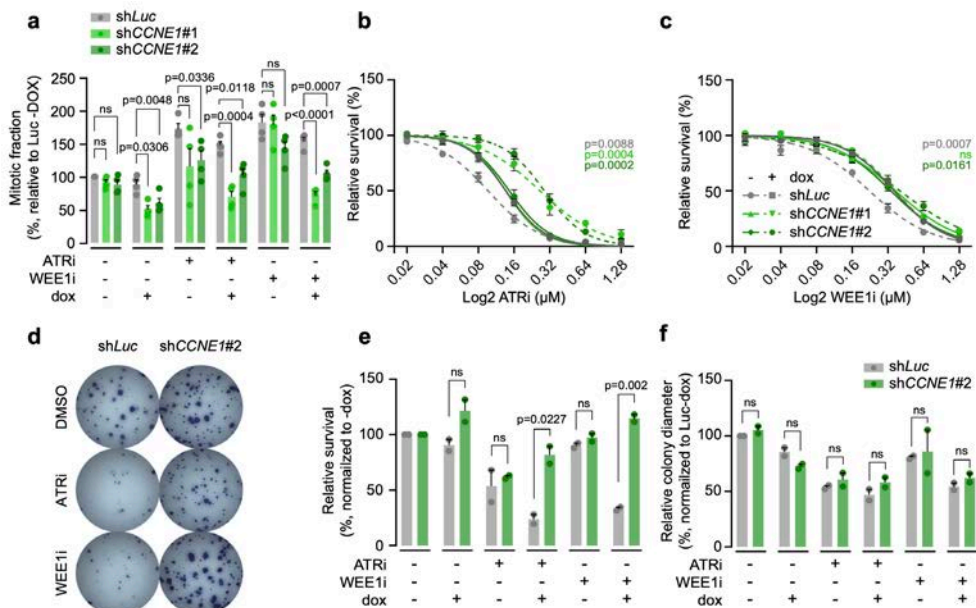 a
shLuc
shCCNE1#1
shCCNE1#2
p=0.0336
p=0.0118
p=0.0007
p=0.0048
ns
ns
p<0.0001
p=0.0306
p=0.0004
ns
ns
ns
ns
250
200
150
100
50
0
Mitotic fraction
(%, relative to Luc -DOX)
ATRi - - + + - -
WEE1i - - - - + +
dox - + - + - +
b
150
100
50
0
Relative survival (%)
p=0.0088
p=0.0004
p=0.0002
0.02 0.04 0.08 0.16 0.32 0.64 1.28
Log2 ATRi (µM)
c
150
100
50
0
Relative survival (%)
p=0.0007
ns
p=0.0161
- + dox
shLuc
shCCNE1#1
shCCNE1#2
0.02 0.04 0.08 0.16 0.32 0.64 1.28
Log2 WEE1i (µM)
d
shLuc shCCNE1#2
DMSO
ATRi
WEE1i
e
150
100
50
0
Relative survival
(%, normalized to -dox)
ns
ns
p=0.0227
ns
p=0.002
ATRi - - + + - -
WEE1i - - - - + +
dox - + - + - +
f
shLuc
shCCNE1#2
150
100
50
0
Relative colony diameter
(%, normailzed to Luc-dox)
ns
ns
ns
ns
ns
ns
ATRi - - + + - -
WEE1i - - - - + +
dox - + - + - +